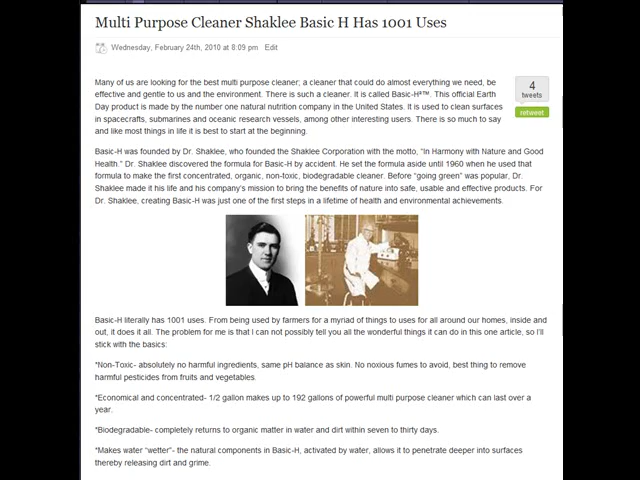 Multi Purpose Cleaner Shaklee Basic H Has 1001 Uses
Wednesday, February 24th, 2010 at 8:09 pm Edit
Many of us are looking for the best multi purpose cleaner; a cleaner that could do almost everything we need, be
effective and gentle to us and the environment. There is such a cleaner. It is called Basic-H²™. This official Earth
Day product is made by the number one natural nutrition company in the United States. It is used to clean surfaces
in spacecrafts, submarines and oceanic research vessels, among other interesting users. There is so much to say
and like most things in life it is best to start at the beginning.
4
tweets
retweet
Basic-H was founded by Dr. Shaklee, who founded the Shaklee Corporation with the motto, "In Harmony with Nature and Good
Health." Dr. Shaklee discovered the formula for Basic-H by accident. He set the formula aside until 1960 when he used that
formula to make the first concentrated, organic, non-toxic, biodegradable cleaner. Before "going green" was popular, Dr.
Shaklee made it his life and his company's mission to bring the benefits of nature into safe, usable and effective products. For
Dr. Shaklee, creating Basic-H was just one of the first steps in a lifetime of health and environmental achievements.
Basic-H literally has 1001 uses. From being used by farmers for a myriad of things to uses for all around our homes, inside and
out, it does it all. The problem for me is that I can not possibly tell you all the wonderful things it can do in this one article, so I'll
stick with the basics:
*Non-Toxic- absolutely no harmful ingredients, same pH balance as skin. No noxious fumes to avoid, best thing to remove
harmful pesticides from fruits and vegetables.
*Economical and concentrated- 1/2 gallon makes up to 192 gallons of powerful multi purpose cleaner which can last over a
year.
*Biodegradable- completely returns to organic matter in water and dirt within seven to thirty days.
*Makes water "wetter"- the natural components in Basic-H, activated by water, allows it to penetrate deeper into surfaces
thereby releasing dirt and grime.